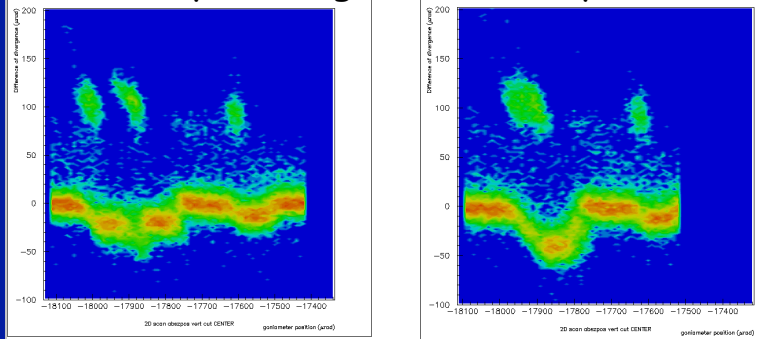 Difference of divergence (μrad)
200
150
100
50
0
−50
−100
−18100 −18000 −17900 −17800 −17700 −17600 −17500 −17400
2D scan abszpos vert cut CENTER
goniometer position (μrad)
Difference of divergence (μrad)
200
150
100
50
0
−50
−100
−18100 −18000 −17900 −17800 −17700 −17600 −17500 −17400
2D scan abszpos vert cut CENTER
goniometer position (μrad)